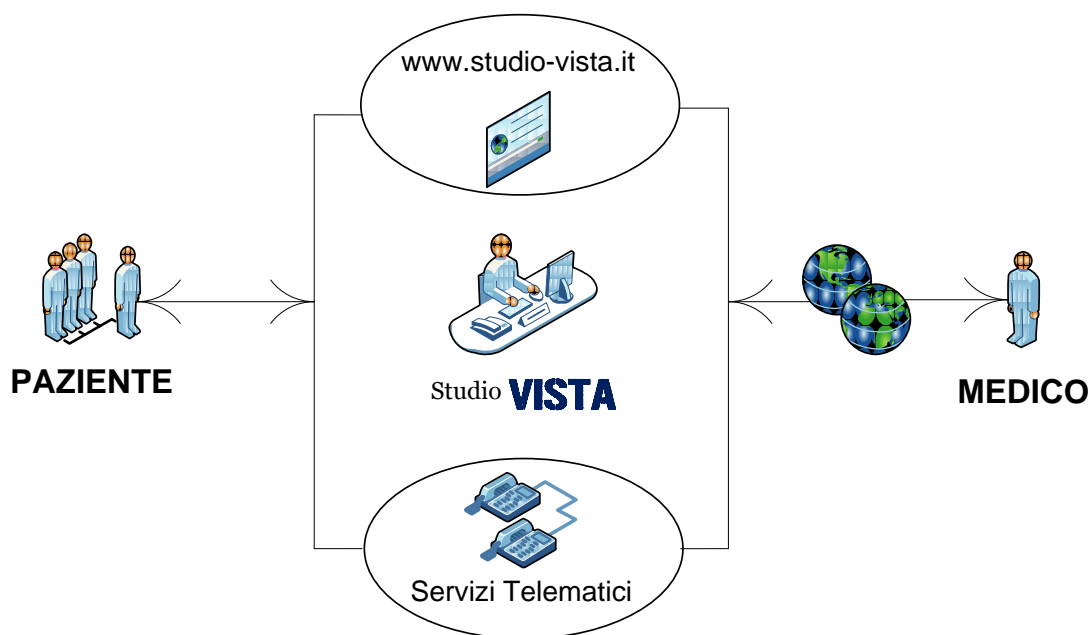 www.studio-vista.it
PAZIENTE
Studio VISTA
MEDICO
Servizi Telematici